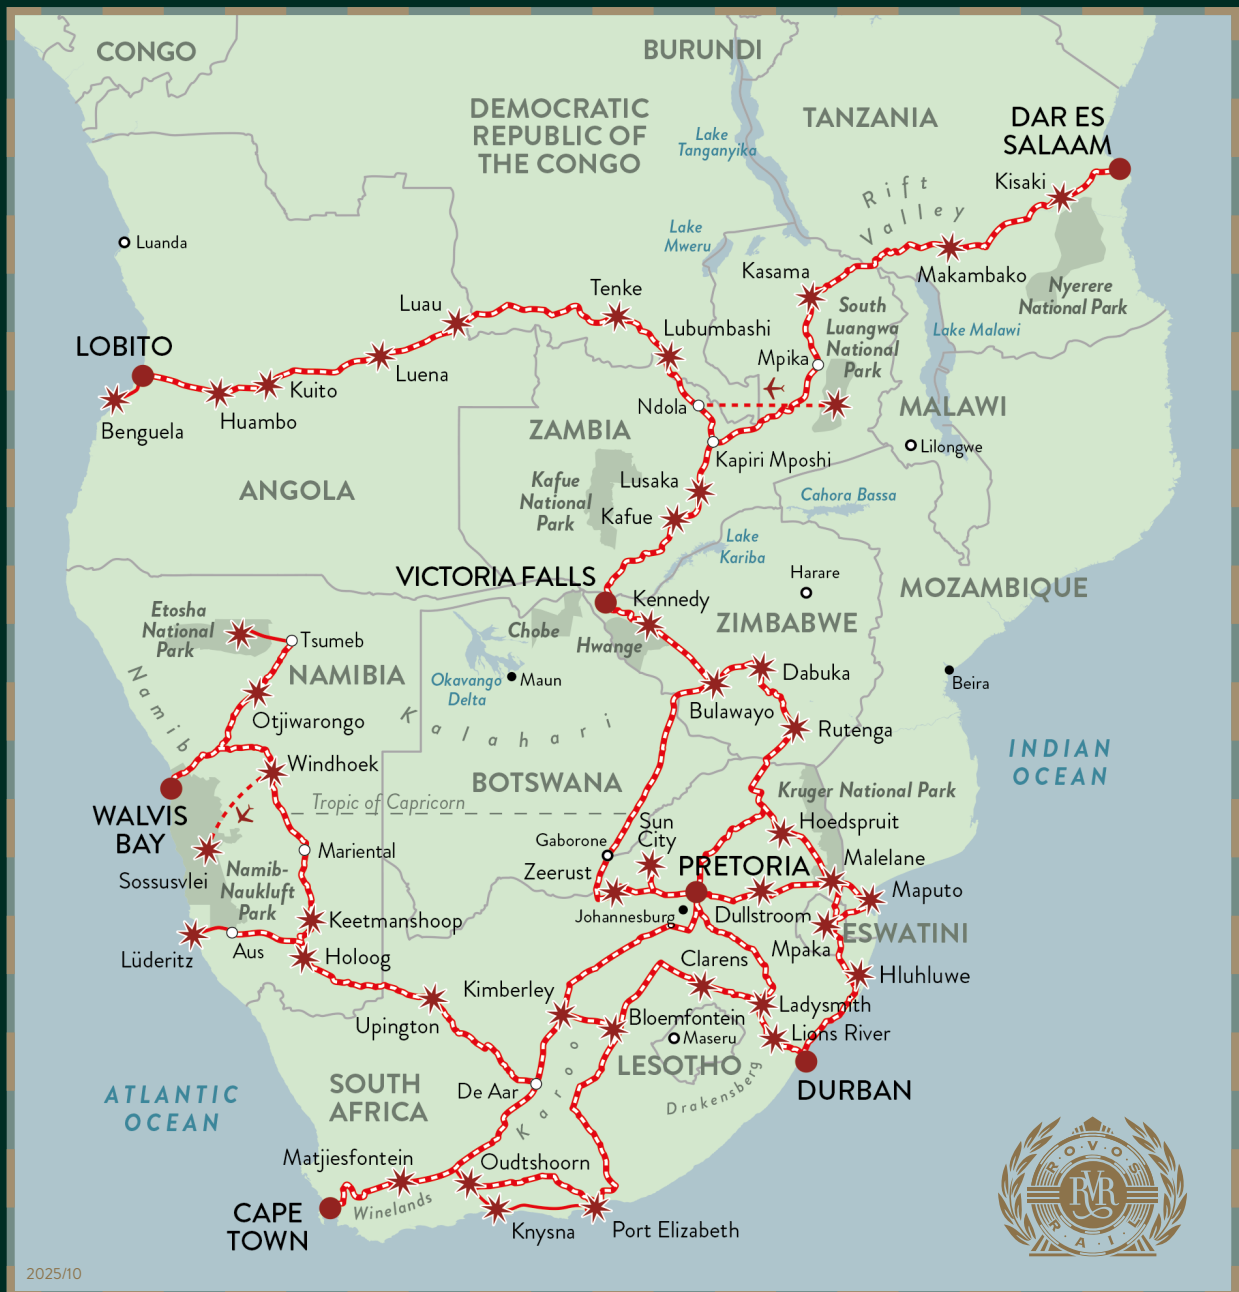 CONGO
BURUNDI
DEMOCRATIC
REPUBLIC OF
THE CONGO
TANZANIA
DAR ES
SALAAM
Lake
Tanganyika
Kisaki
Rift
Valley
Luanda
Lake
Mweru
Kasama
Makambako
Nyerere
National Park
Tenke
Luau
South
Luangwa
National
Park
Lake Malawi
Lubumbashi
LOBITO
Mpika
Luena
Kuito
Huambo
Benguela
Ndola
MALAWI
ZAMBIA
Lilongwe
Kapiri Mposhi
ANGOLA
Kafue
National
Park
Lusaka
Kafue
Cahora Bassa
Lake
Kariba
VICTORIA FALLS
Harare
MOZAMBIQUE
Kennedy
Etosha
National
Park
Chobe
Hwange
ZIMBABWE
Tsumeb
NAMIBIA
Okavango
Delta
Maun
Dabuka
Beira
Namib
Otjiwarongo
Kalahari
Bulawayo
Rutenga
INDIAN
OCEAN
Windhoek
BOTSWANA
Kruger National Park
WALVIS
BAY
Tropic of Capricorn
Sun
City
Hoedspruit
Gaborone
Mariental
Zeerust
PRETORIA
Malelane
Sossusvlei
Namib-
Naukluft
Park
Maputo
Keetmanshoop
Johannesburg
Dullstroom
Mpaka
ESWATINI
Lüderitz
Aus
Holoog
Clarens
Hluhluwe
Kimberley
Upington
Bloemfontein
Ladysmith
Maseru
Lions River
LESOTHO
SOUTH
AFRICA
De Aar
Karoo
Drakensberg
DURBAN
ATLANTIC
OCEAN
Matjiesfontein
Oudtshoorn
Winelands
CAPE
TOWN
Knysna
Port Elizabeth
ROVOS
RVR
RAIL
2025/10